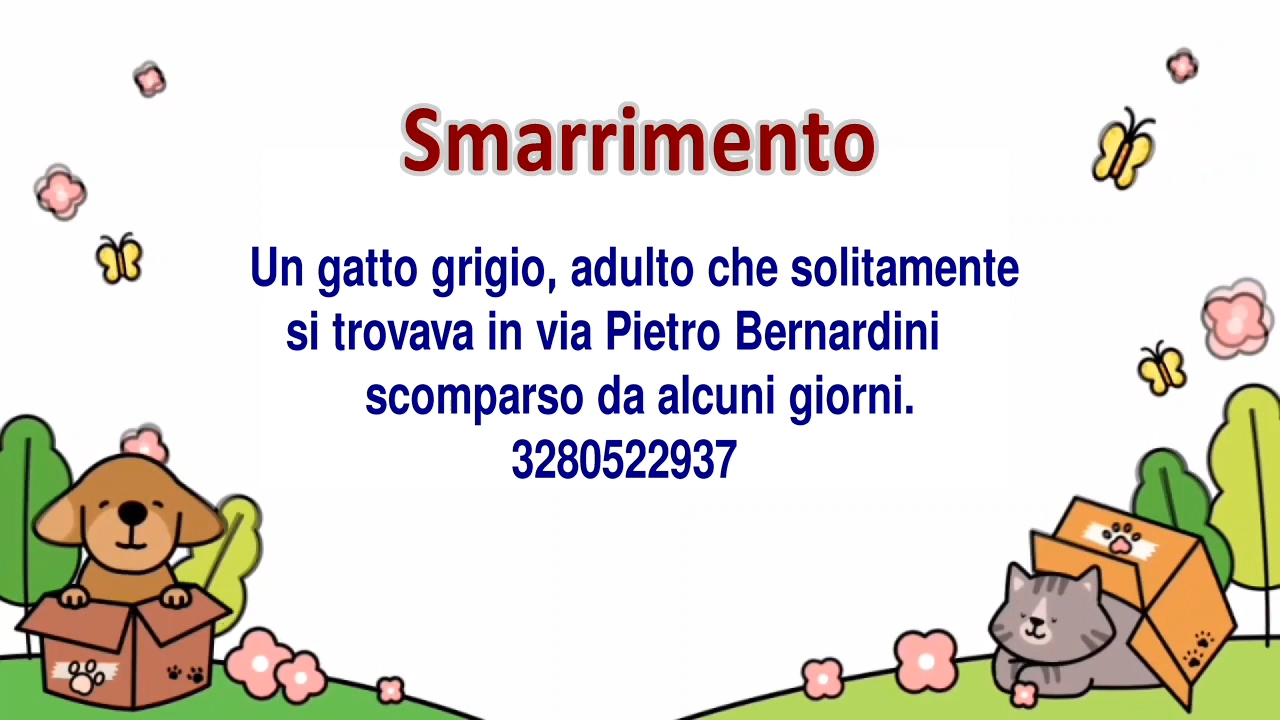 Smarrimento
Un gatto grigio, adulto che solitamente
si trovava in via Pietro Bernardini
scomparso da alcuni giorni.
3280522937